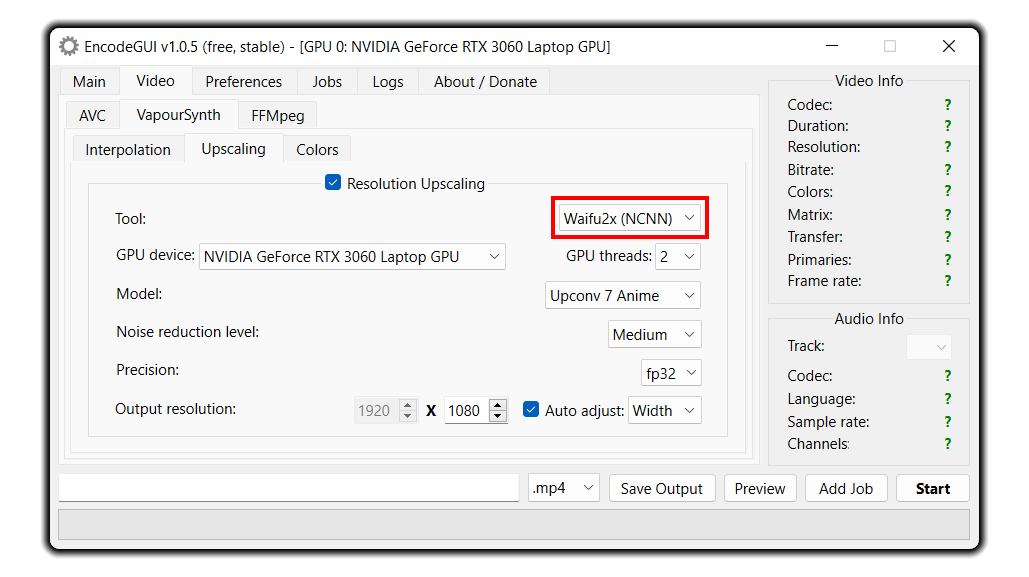 EncodeGUI v1.0.5 (free, stable) - [GPU 0: NVIDIA GeForce RTX 3060 Laptop GPU]
Main Video Preferences Jobs Logs About / Donate
AVC VapourSynth FFMpeg
Interpolation Upscaling Colors
Resolution Upscaling
Tool: Waifu2x (NCNN)
GPU device: NVIDIA GeForce RTX 3060 Laptop GPU GPU threads: 2
Model: Upconv 7 Anime
Noise reduction level: Medium
Precision: fp32
Output resolution: 1920 X 1080 Auto adjust: Width
Video Info
Codec: ?
Duration: ?
Resolution: ?
Bitrate: ?
Colors: ?
Matrix: ?
Transfer: ?
Primaries: ?
Frame rate: ?
Audio Info
Track:
Codec: ?
Language: ?
Sample rate: ?
Channels: ?
.mp4 Save Output Preview Add Job Start